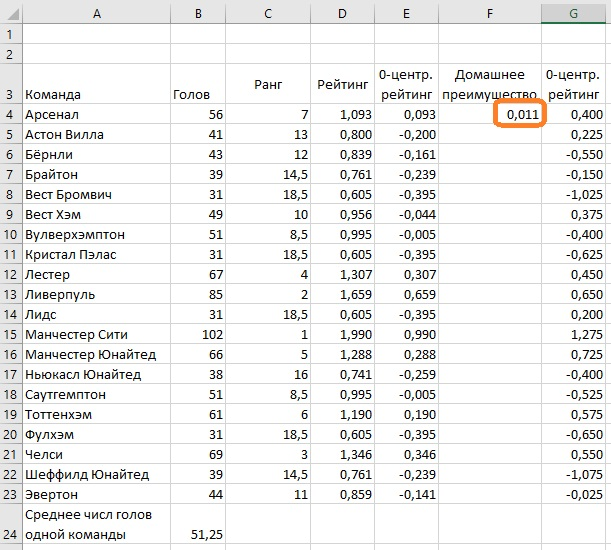 A B C D E F G
1
2
3 Команда Голов Ранг Рейтинг 0-центр. рейтинг Домашнее преимущество 0-центр. рейтинг
4 Арсенал 56 7 1,093 0,093 0,011 0,400
5 Астон Вилла 41 13 0,800 -0,200 0,225
6 Бёрнли 43 12 0,839 -0,161 -0,550
7 Брайтон 39 14,5 0,761 -0,239 -0,150
8 Вест Бромвич 31 18,5 0,605 -0,395 -1,025
9 Вест Хэм 49 10 0,956 -0,044 0,375
10 Вулверхэмптон 51 8,5 0,995 -0,005 -0,400
11 Кристал Пэлас 31 18,5 0,605 -0,395 -0,625
12 Лестер 67 4 1,307 0,307 0,450
13 Ливерпуль 85 2 1,659 0,659 0,650
14 Лидс 31 18,5 0,605 -0,395 0,200
15 Манчестер Сити 102 1 1,990 0,990 1,275
16 Манчестер Юнайтед 66 5 1,288 0,288 0,725
17 Ньюкасл Юнайтед 38 16 0,741 -0,259 -0,400
18 Саутгемптон 51 8,5 0,995 -0,005 -0,525
19 Тоттенхэм 61 6 1,190 0,190 0,575
20 Фулхэм 31 18,5 0,605 -0,395 -0,650
21 Челси 69 3 1,346 0,346 0,550
22 Шеффилд Юнайтед 39 14,5 0,761 -0,239 -1,075
23 Эвертон 44 11 0,859 -0,141 -0,025
Среднее числ голов
24 одной команды 51,25